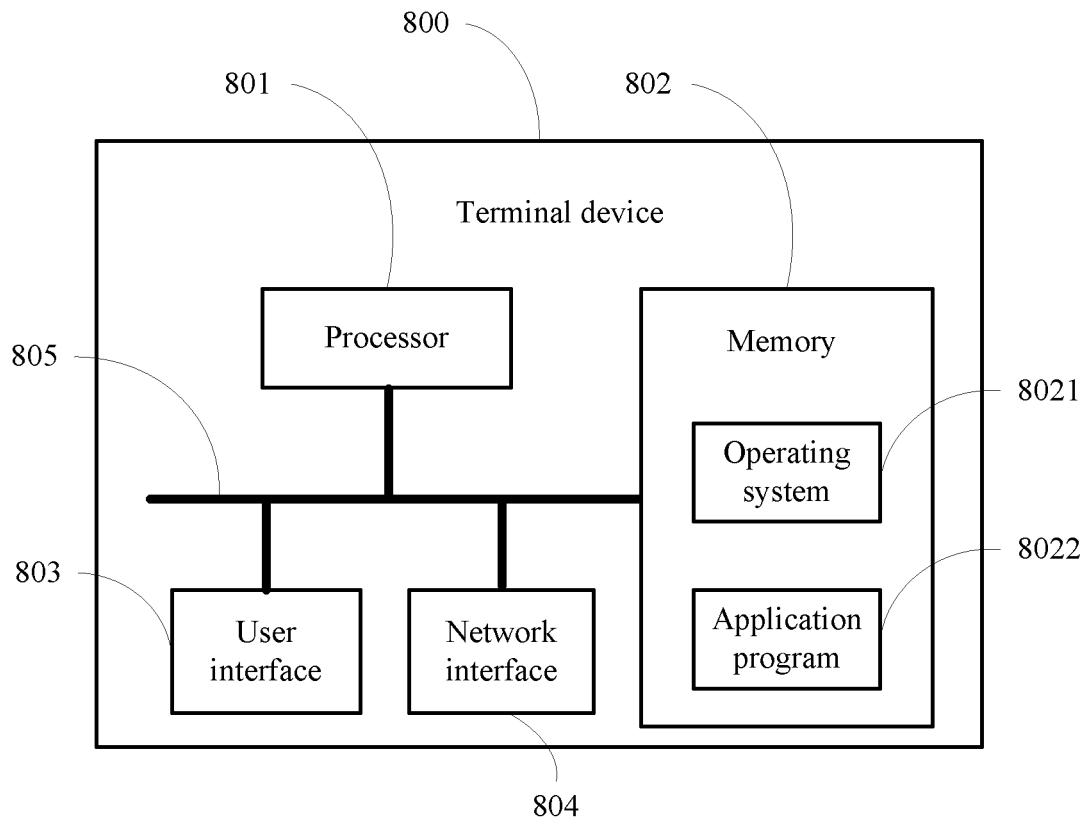 800
801
802
Terminal device
Processor
Memory
805
8021
Operating
system
803
8022
User
interface
Network
interface
Application
program
804